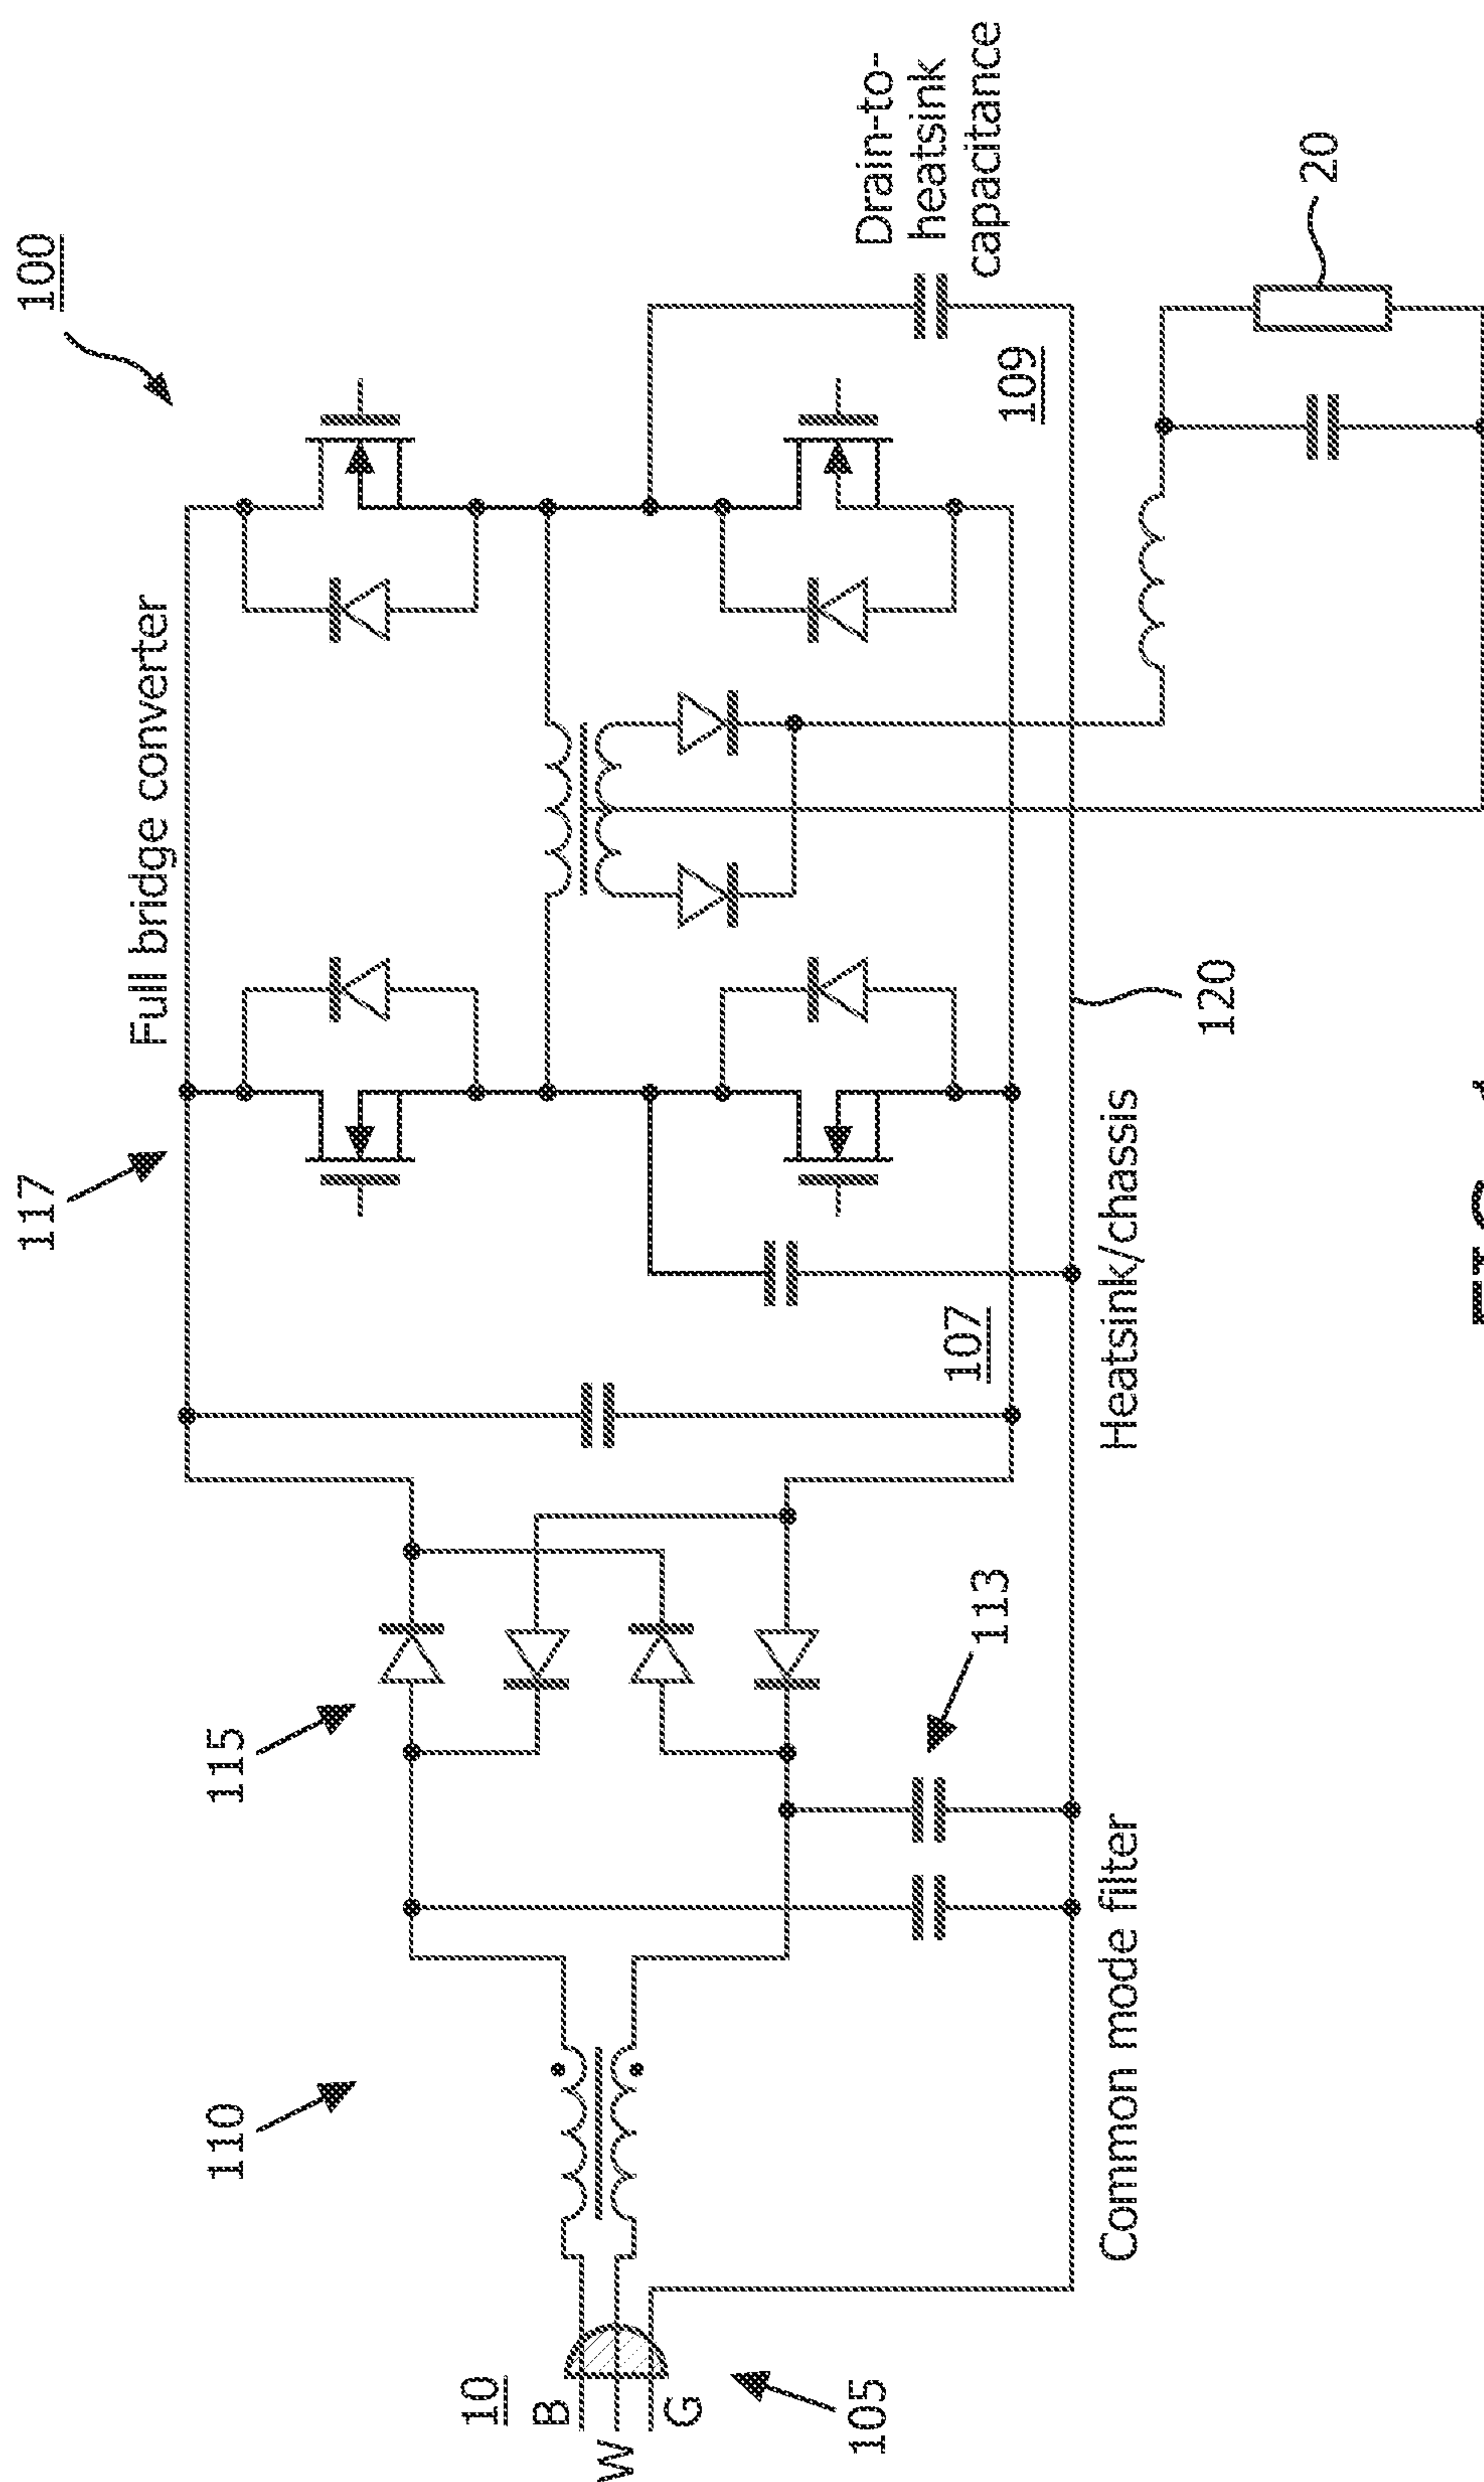 100
117
Full bridge converter
Drain-to-
heatsink
capacitance
115
110
10
B
W
G
105
113
107
109
Common mode filter
Heatsink/chassis
120
20